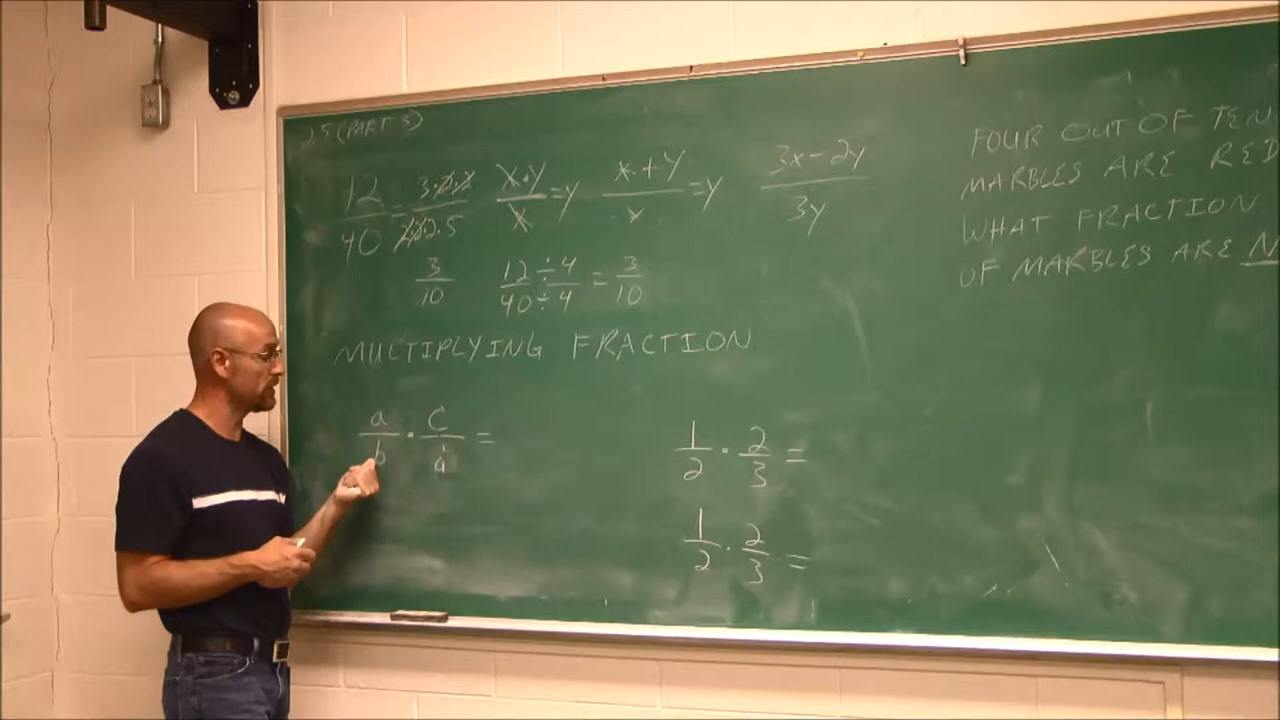 2.5 (PART 3)
12/40 = 3·2·2/2·2·2·5
x·y/x = y
x·+y/x = y
3x-2y/3y
3/10
12÷4/40÷4 = 3/10
MULTIPLYING FRACTION
a/b · c/d =
1/2 · 2/3 =
1/2 · 2/3 =
FOUR OUT OF TEN
MARBLES ARE RED
WHAT FRACTION
OF MARBLES ARE N